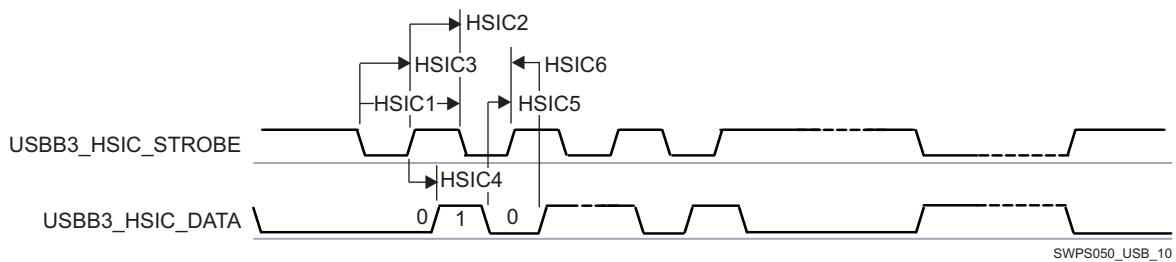 HSIC2
HSIC3 HSIC6
HSIC1 HSIC5
USBB3_HSIC_STROBE
HSIC4
USBB3_HSIC_DATA 0 1 0
SWPS050_USB_10